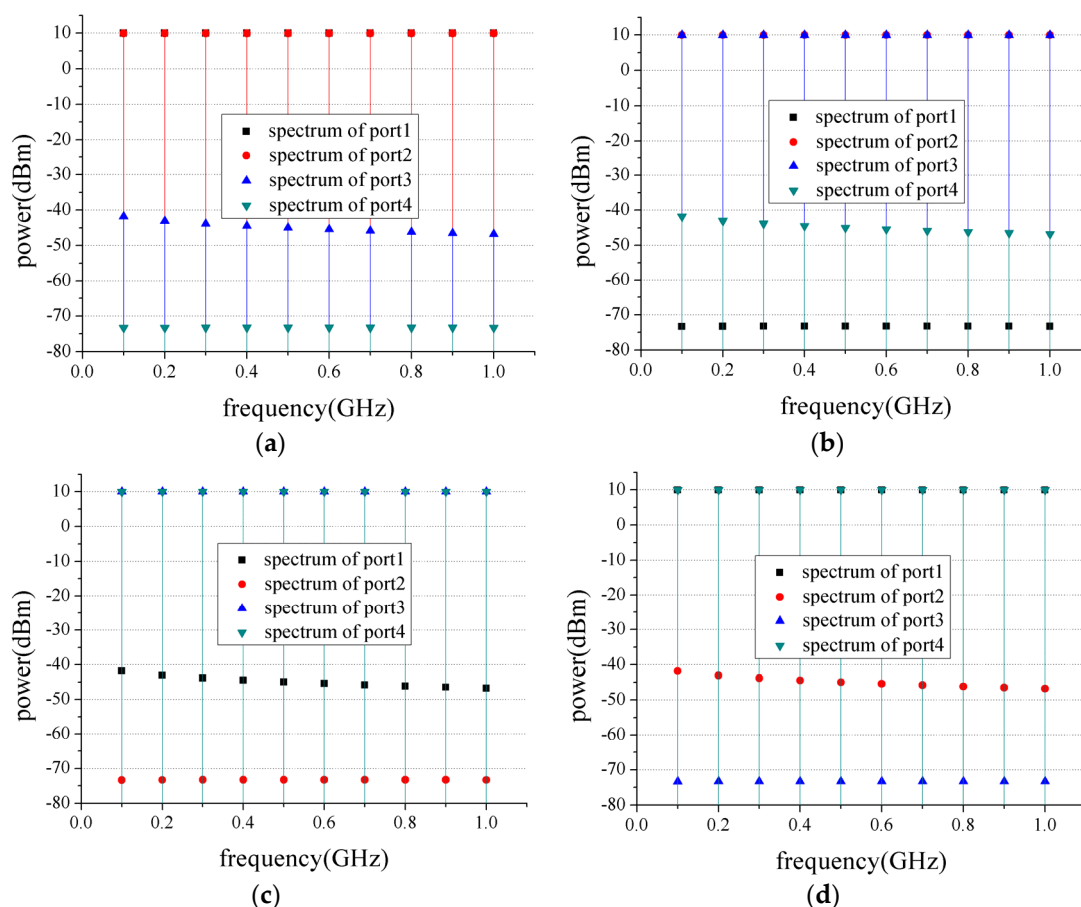 10
0
-10
-20
-30
-40
-50
-60
-70
-80
power(dBm)
spectrum of port1
spectrum of port2
spectrum of port3
spectrum of port4
0.0 0.2 0.4 0.6 0.8 1.0
frequency(GHz)
(a)
10
0
-10
-20
-30
-40
-50
-60
-70
-80
power(dBm)
spectrum of port1
spectrum of port2
spectrum of port3
spectrum of port4
0.0 0.2 0.4 0.6 0.8 1.0
frequency(GHz)
(b)
10
0
-10
-20
-30
-40
-50
-60
-70
-80
power(dBm)
spectrum of port1
spectrum of port2
spectrum of port3
spectrum of port4
0.0 0.2 0.4 0.6 0.8 1.0
frequency(GHz)
(c)
10
0
-10
-20
-30
-40
-50
-60
-70
-80
power(dBm)
spectrum of port1
spectrum of port2
spectrum of port3
spectrum of port4
0.0 0.2 0.4 0.6 0.8 1.0
frequency(GHz)
(d)